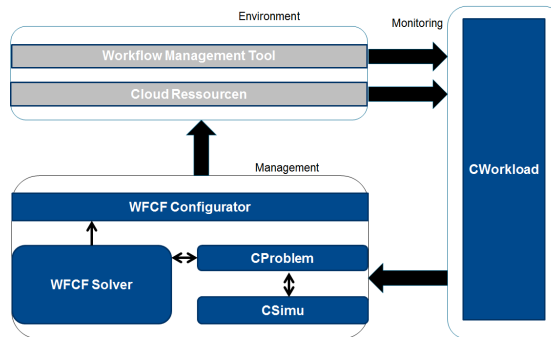 Environment
Monitoring
Workflow Management Tool
Cloud Ressourcen
CWorkload
Management
WFCF Configurator
WFCF Solver
CProblem
CSimu